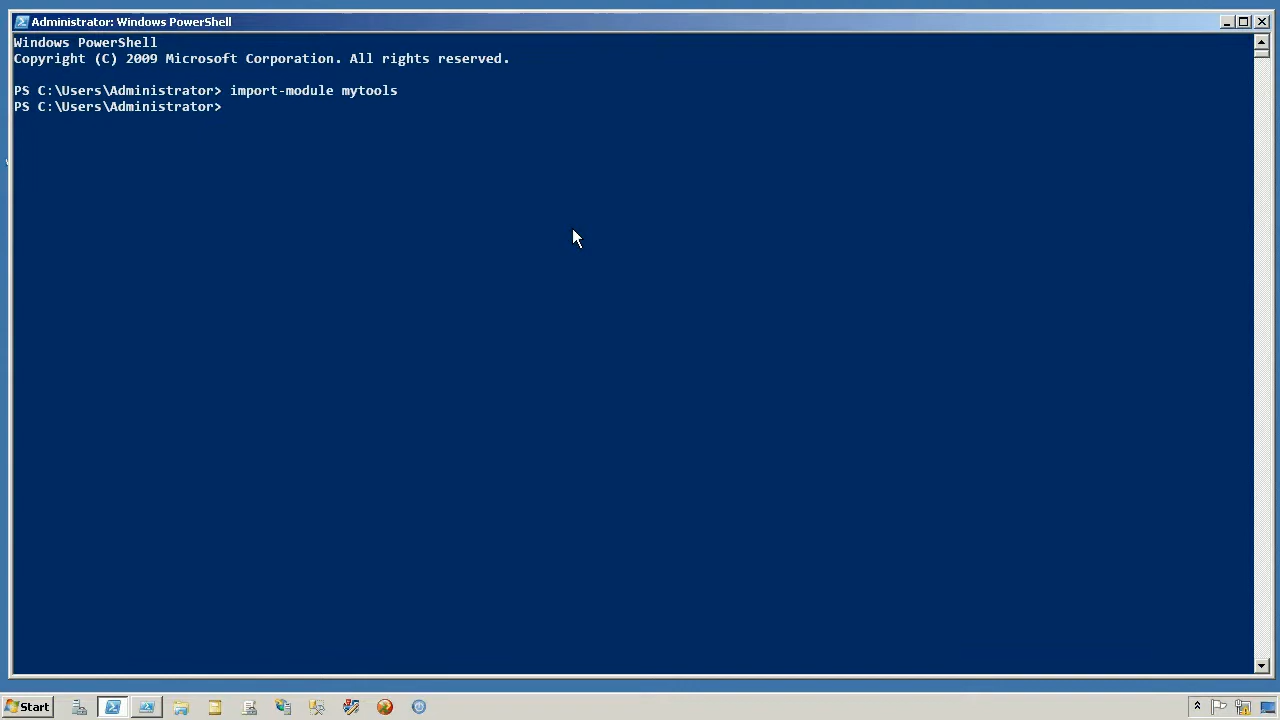 Administrator: Windows PowerShell
Windows PowerShell
Copyright (C) 2009 Microsoft Corporation. All rights reserved.
PS C:\Users\Administrator> import-module mytools
PS C:\Users\Administrator>
Start